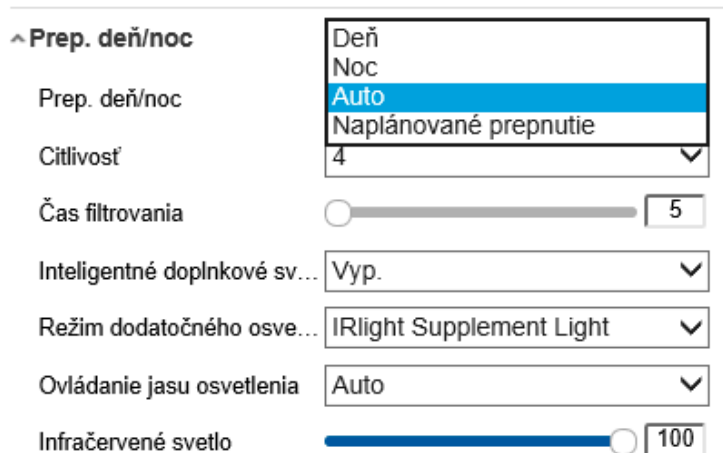 Prep. deň/noc
Deň
Noc
Prep. deň/noc
Auto
Naplánované prepnutie
Citlivosť
4
Čas filtrovania
5
Inteligentné doplnkové sv...
Vyp.
Režim dodatočného osve...
IRlight Supplement Light
Ovládanie jasu osvetlenia
Auto
Infračervené svetlo
100